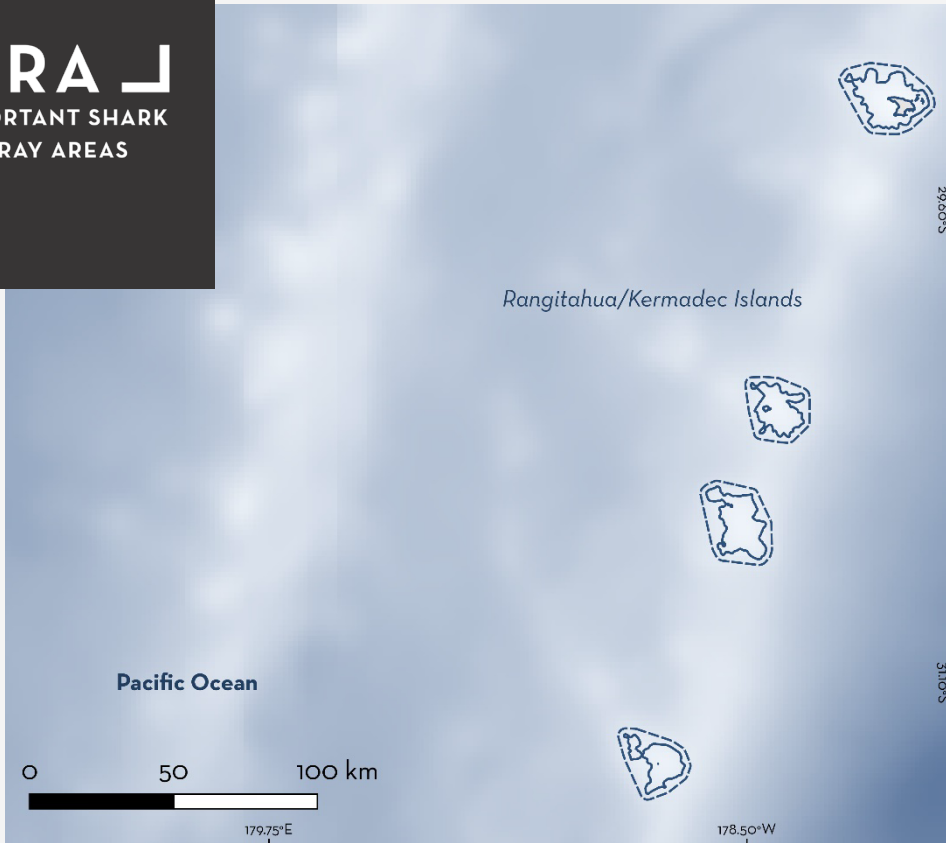 RA
RTANT SHARK
RAY AREAS
29.60°S
Rangitahua/Kermadec Islands
31.10°S
Pacific Ocean
0 50 100 km
179.75°E 178.50°W